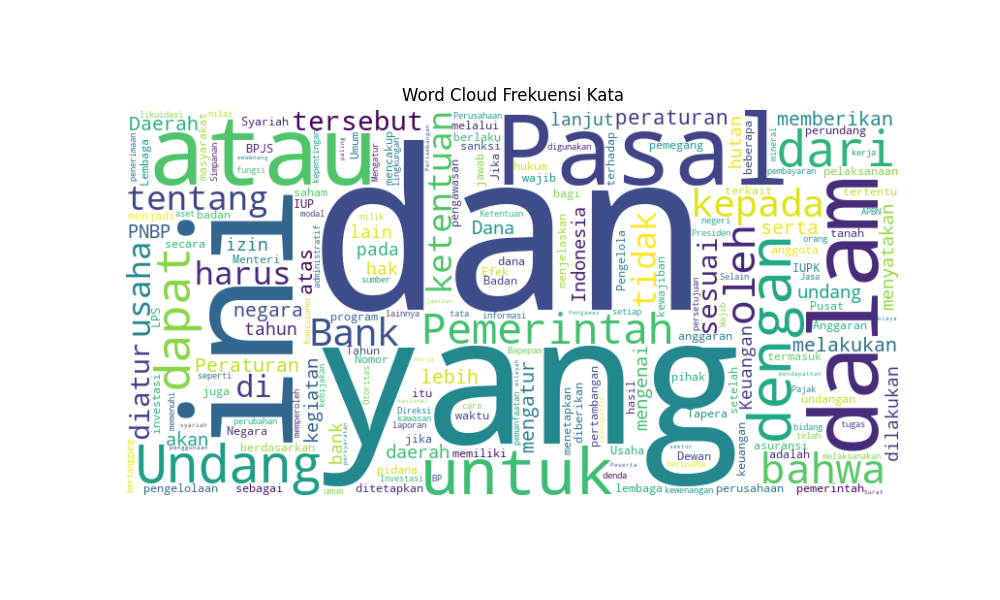 Word Cloud Frekuensi Kata
likuidasi
nilai
Daerah
masyarakat
Syariah
tersebut
Perusahaan
melalui
lanjut
peraturan
memberikan
atau
Pasal
dari
BPJS
wewenang
fungsi
Simpanan
Lembaga
penerimaan
kepentingan
Umum
paling
Mengatur
mencakup
lingkungan
Pertambangan
ketentuan
berlaku
sanksi
pengawasan
jawab
Jika
digunakan
hukum
wajib
bagi
terhadap
pemegang
hutan
beberapa
mineral
perundang
kerja
pembayaran
pelaksanaan
tentang
saham
IUP
modal
dan
milik
lain
pada
hak
sumber
administratif
atas
Ketentuan
Dana
dana
Efek
Badan
menjelaskan
Indonesia
Pengelola
tidak
kewajiban
kepada
terkait
tertentu
APBN
negeri
Presiden
serta
orang
tanah
anggota
menyatakan
dalam
menjadi
aset
badan
PNBP
secara
izin
Menteri
ini
usaha
dapat
harus
negara
tahun
LPS
investasi
diatur
Komisioner
program
lainnya
jaminan
tata
informasi
Pengawas
setiap
persetujuan
Wajib
sesuai
oleh
Selain
Jasa
IUPK
undang
Pusat
Anggaran
biaya
dengan
Bank
Pemerintah
anggaran
Keuangan
melakukan
dilakukan
Peraturan
di
seperti
juga
Tahun
Nomor
kebijakan
Otoritas
yang
Kerja
Bapepam
wilayah
lebih
itu
nasional
Direksi
kawasan
laporan
cara
waktu
mengatur
pemanfaatan
menetapkan
diberikan
pertambangan
hasil
mengenai
pihak
Tapera
setelah
termasuk
mendapatkan
Pajak
undangan
bidang
telah
tugas
memenuhi
syariah
akan
Negara
perubahan
memperoleh
kegiatan
berdasarkan
penggunaan
bertanggung
bank
persyaratan
jika
daerah
memiliki
Usaha
Dewan
sektor
berusaha
keuangan
asuransi
adalah
melaksanakan
Undang
pidana
Investasi
BP
untuk
Peserta
denda
bahwa
pengelolaan
sebagai
umum
ditetapkan
lembaga
kewenangan
perusahaan
pemerintah
Surat